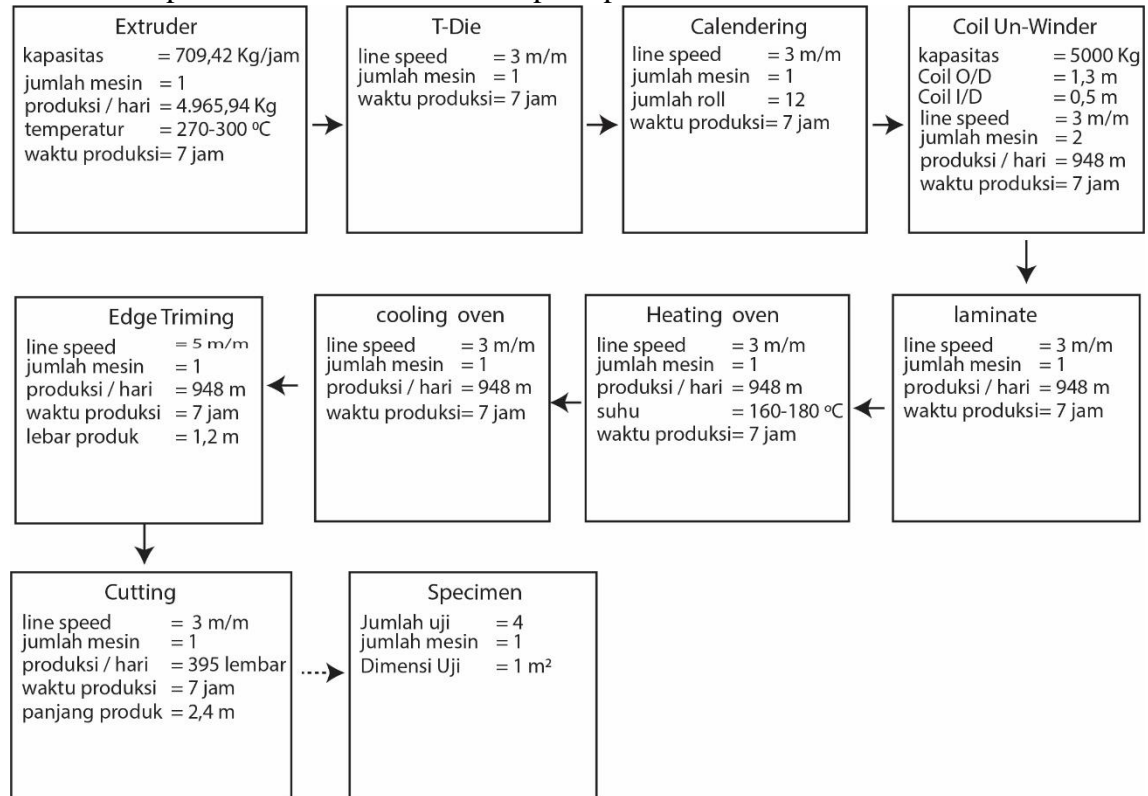 Extruder
kapasitas = 709,42 Kg/jam
jumlah mesin = 1
produksi / hari = 4.965,94 Kg
temperatur = 270-300 ºC
waktu produksi= 7 jam
T-Die
line speed = 3 m/m
jumlah mesin = 1
waktu produksi= 7 jam
Calendering
line speed = 3 m/m
jumlah mesin = 1
jumlah roll = 12
waktu produksi= 7 jam
Coil Un-Winder
kapasitas = 5000 Kg
Coil O/D = 1,3 m
Coil I/D = 0,5 m
line speed = 3 m/m
jumlah mesin = 2
produksi / hari = 948 m
waktu produksi= 7 jam
Edge Triming
line speed = 5 m/m
jumlah mesin = 1
produksi / hari = 948 m
waktu produksi = 7 jam
lebar produk = 1,2 m
cooling oven
line speed = 3 m/m
jumlah mesin = 1
produksi / hari = 948 m
waktu produksi= 7 jam
Heating oven
line speed = 3 m/m
jumlah mesin = 1
produksi / hari = 948 m
suhu = 160-180 ºC
waktu produksi= 7 jam
laminate
line speed = 3 m/m
jumlah mesin = 1
produksi / hari = 948 m
waktu produksi= 7 jam
Cutting
line speed = 3 m/m
jumlah mesin = 1
produksi / hari = 395 lembar
waktu produksi = 7 jam
panjang produk = 2,4 m
Specimen
Jumlah uji = 4
jumlah mesin = 1
Dimensi Uji = 1 m²